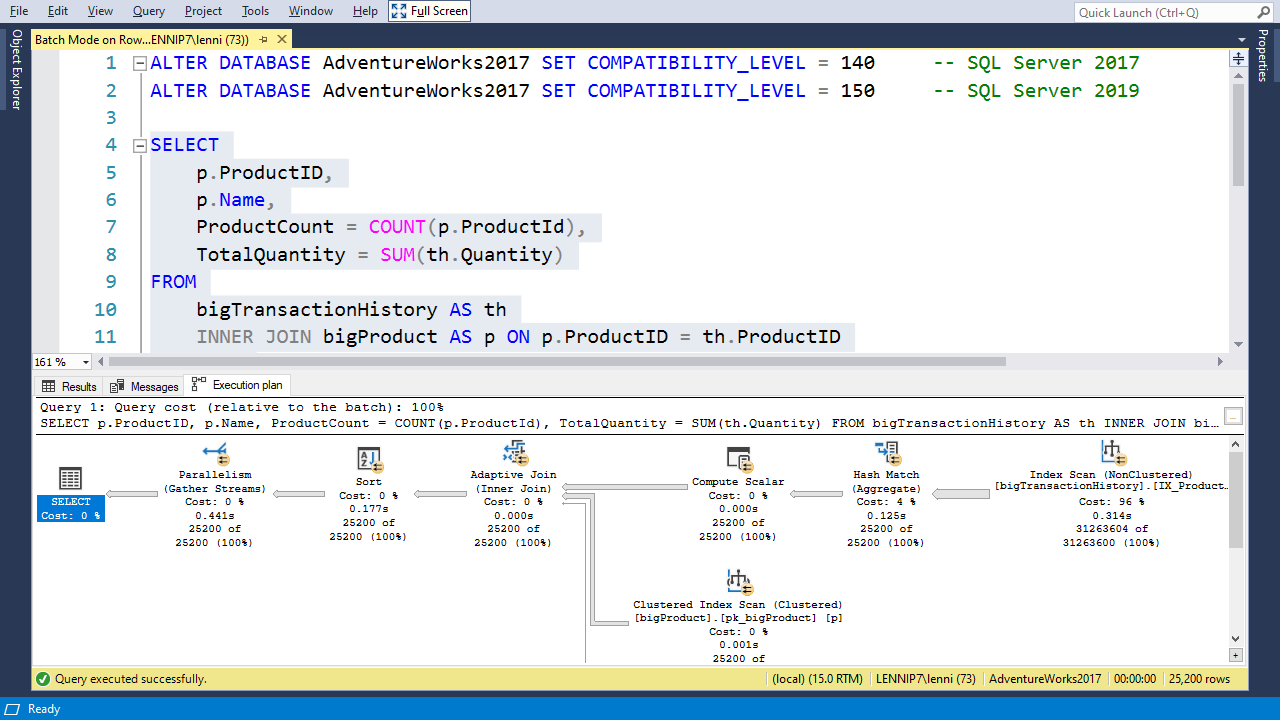 File Edit View Query Project Tools Window Help Full Screen Quick Launch (Ctrl+Q)
Object Explorer
Properties
Batch Mode on Row...ENNIP7\lenni (73))
1 ALTER DATABASE AdventureWorks2017 SET COMPATIBILITY_LEVEL = 140 -- SQL Server 2017
2 ALTER DATABASE AdventureWorks2017 SET COMPATIBILITY_LEVEL = 150 -- SQL Server 2019
3
4 SELECT
5 p.ProductID,
6 p.Name,
7 ProductCount = COUNT(p.ProductId),
8 TotalQuantity = SUM(th.Quantity)
9 FROM
10 bigTransactionHistory AS th
11 INNER JOIN bigProduct AS p ON p.ProductID = th.ProductID
161 %
Results Messages Execution plan
Query 1: Query cost (relative to the batch): 100%
SELECT p.ProductID, p.Name, ProductCount = COUNT(p.ProductId), TotalQuantity = SUM(th.Quantity) FROM bigTransactionHistory AS th INNER JOIN bi...
SELECT
Cost: 0 %
Parallelism
(Gather Streams)
Cost: 0 %
0.441s
25200 of
25200 (100%)
Sort
Cost: 0 %
0.177s
25200 of
25200 (100%)
Adaptive Join
(Inner Join)
Cost: 0 %
0.000s
25200 of
25200 (100%)
Compute Scalar
Cost: 0 %
0.000s
25200 of
25200 (100%)
Hash Match
(Aggregate)
Cost: 4 %
0.125s
25200 of
25200 (100%)
Index Scan (NonClustered)
[bigTransactionHistory].[IX_Product...
Cost: 96 %
0.314s
31263604 of
31263600 (100%)
Clustered Index Scan (Clustered)
[bigProduct].[pk_bigProduct] [p]
Cost: 0 %
0.001s
25200 of
Query executed successfully. (local) (15.0 RTM) LENNIP7\lenni (73) AdventureWorks2017 00:00:00 25,200 rows
Ready